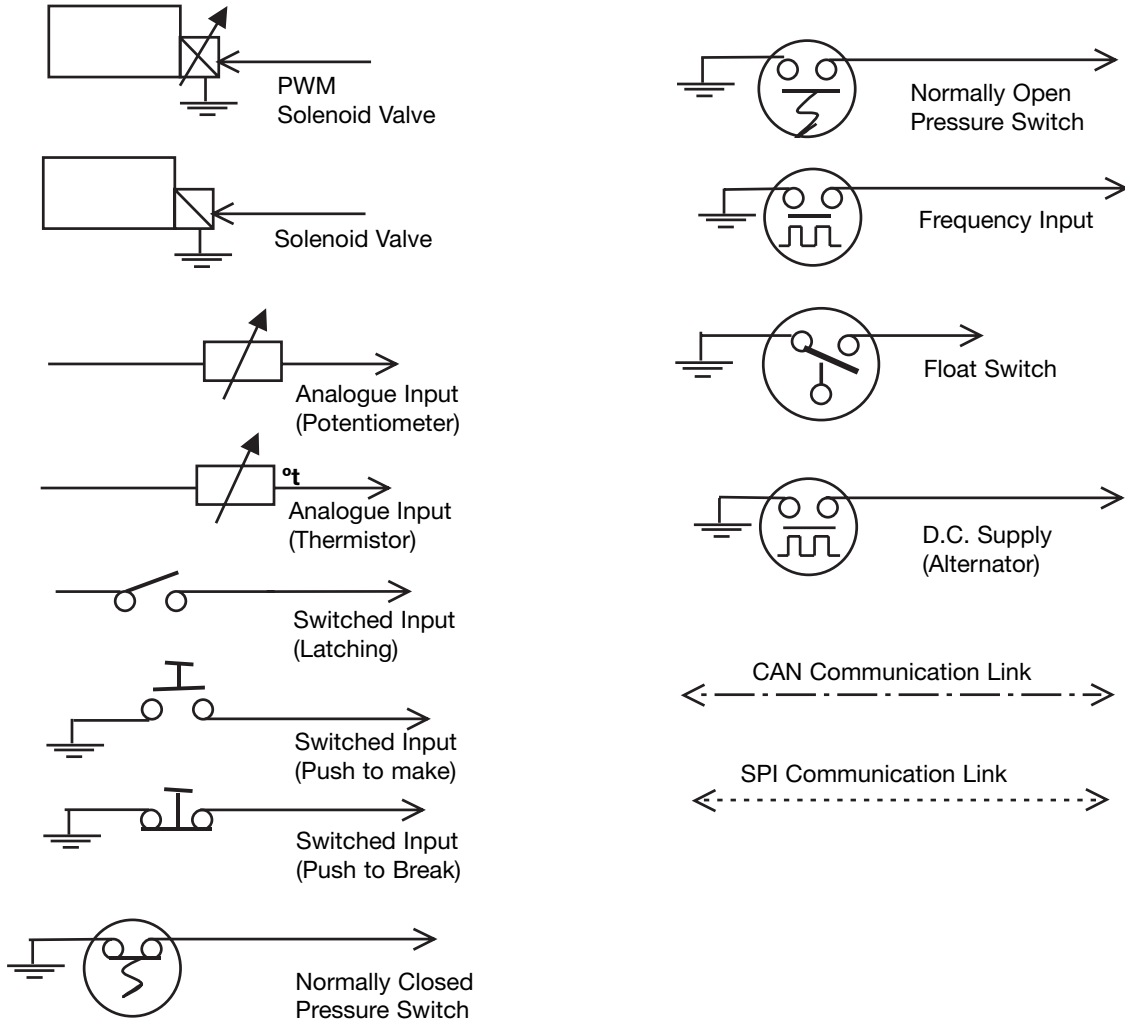 PWM
Solenoid Valve
Solenoid Valve
Analogue Input
(Potentiometer)
ºt
Analogue Input
(Thermistor)
Switched Input
(Latching)
Switched Input
(Push to make)
Switched Input
(Push to Break)
Normally Closed
Pressure Switch
Normally Open
Pressure Switch
Frequency Input
Float Switch
D.C. Supply
(Alternator)
CAN Communication Link
SPI Communication Link